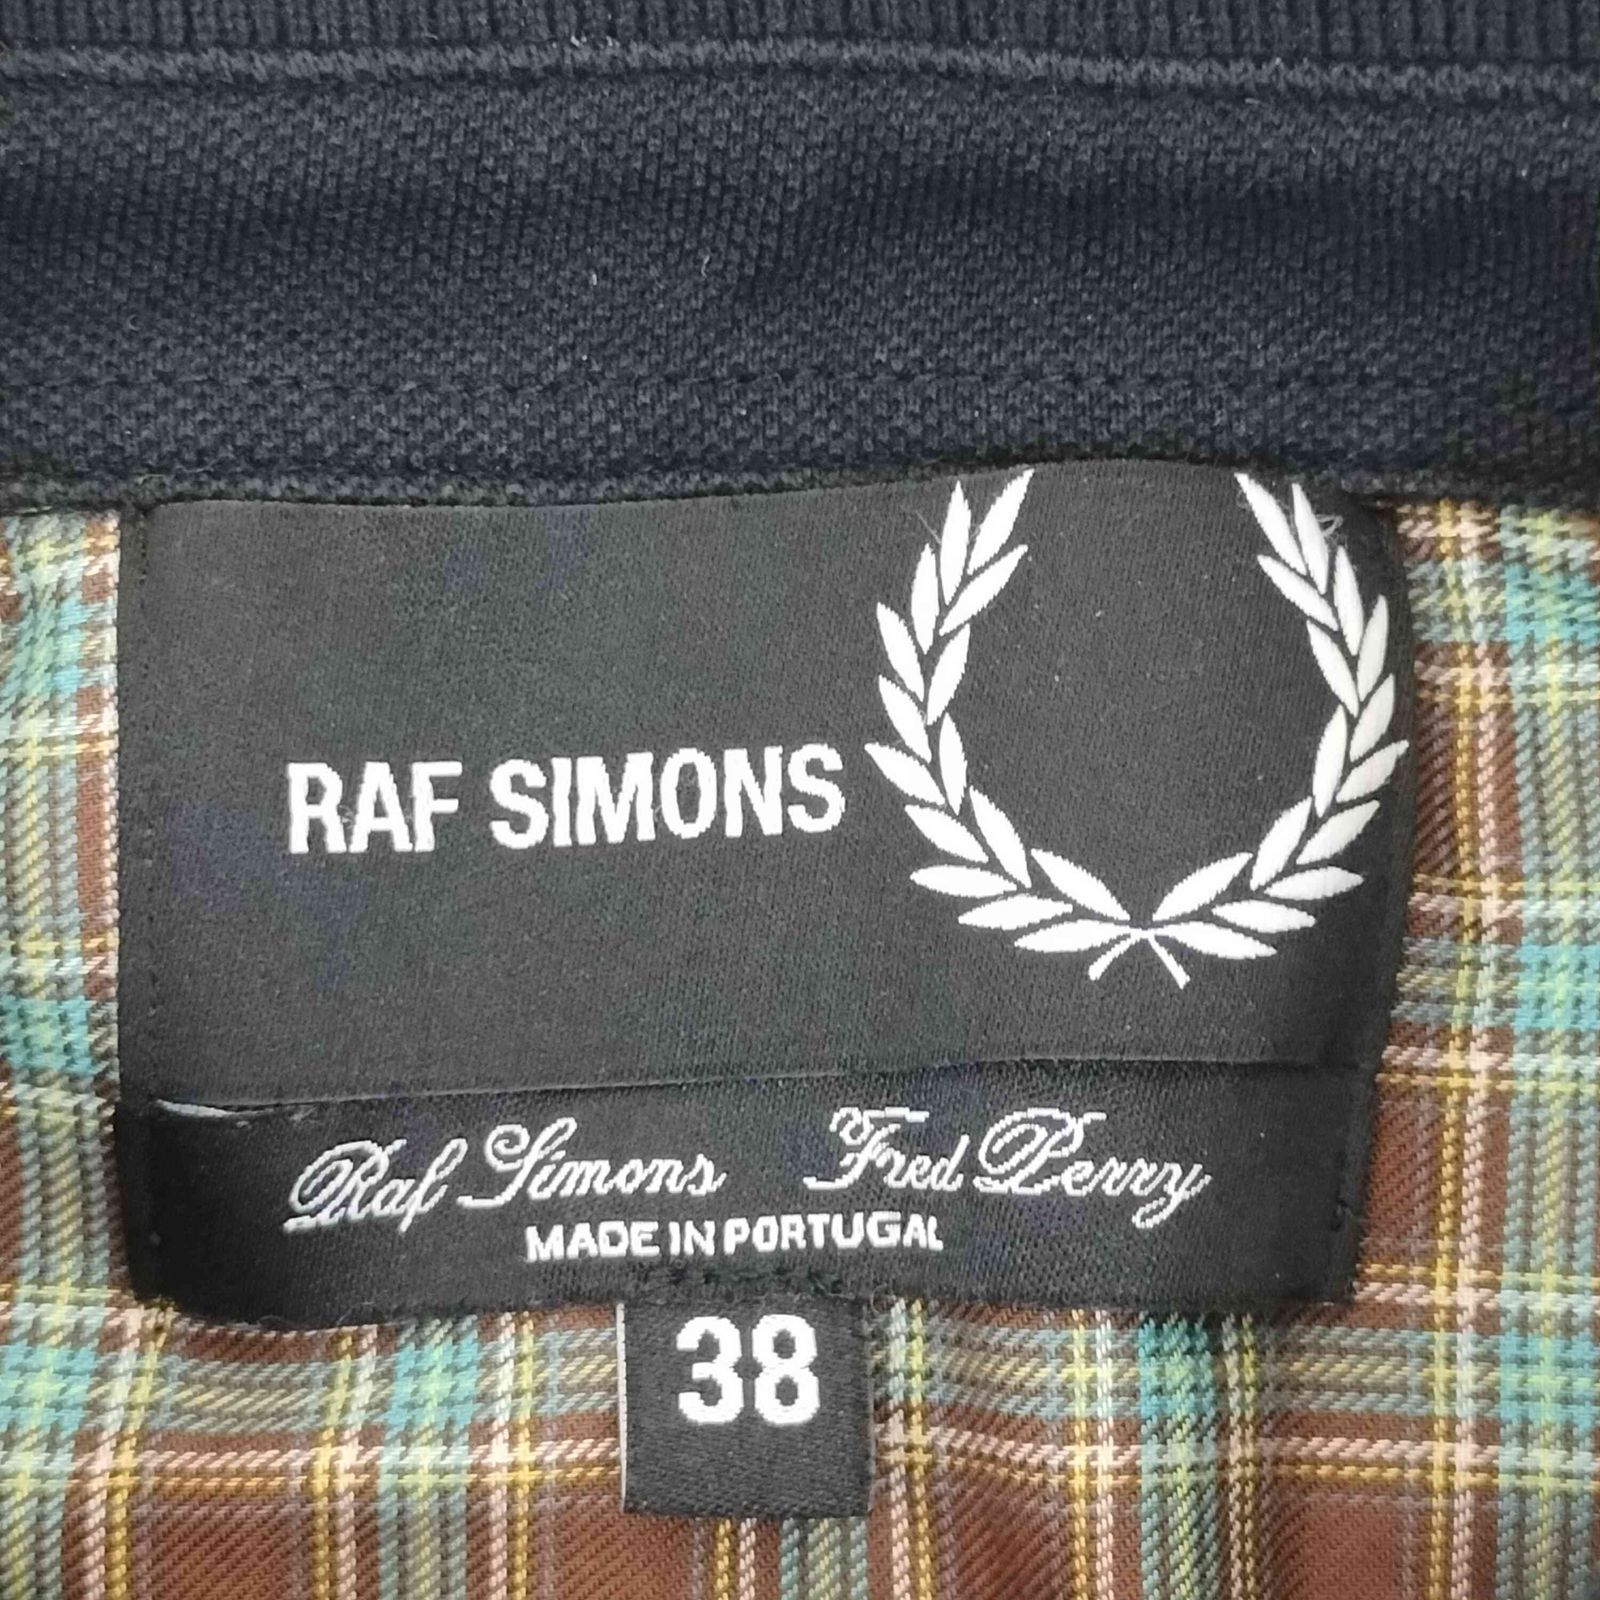 RAF SIMONS
Raf Simons Fred Perry
MADE IN PORTUGAL
38